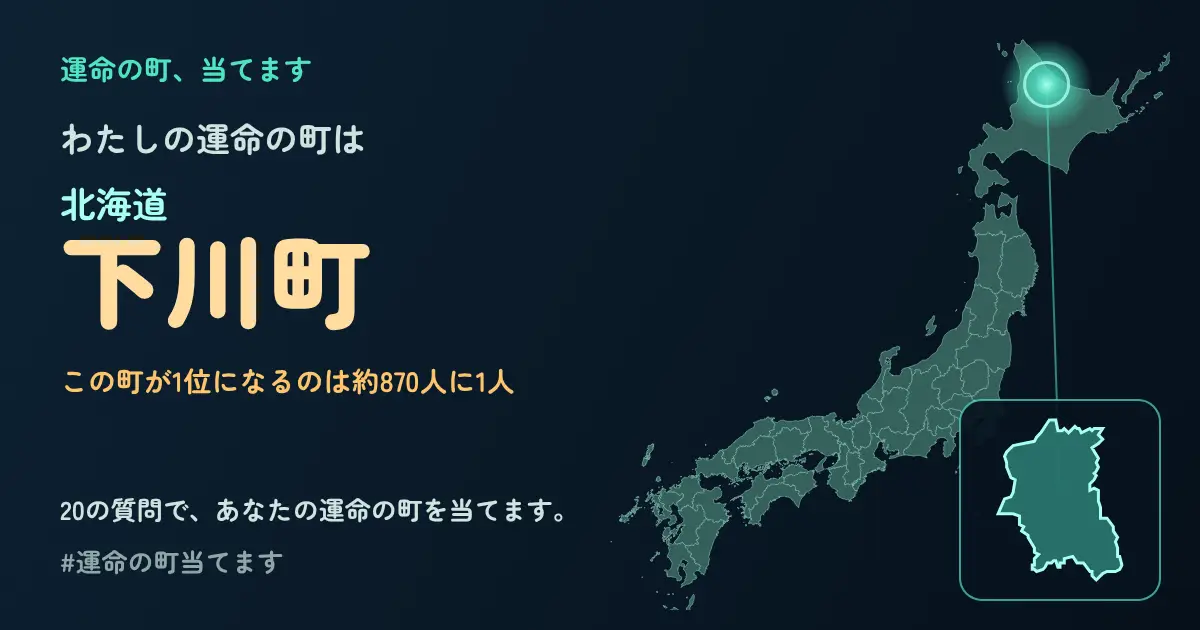 運命の町、当てます
わたしの運命の町は
北海道
下川町
この町が1位になるのは約870人に1人
20の質問で、あなたの運命の町を当てます。
#運命の町当てます